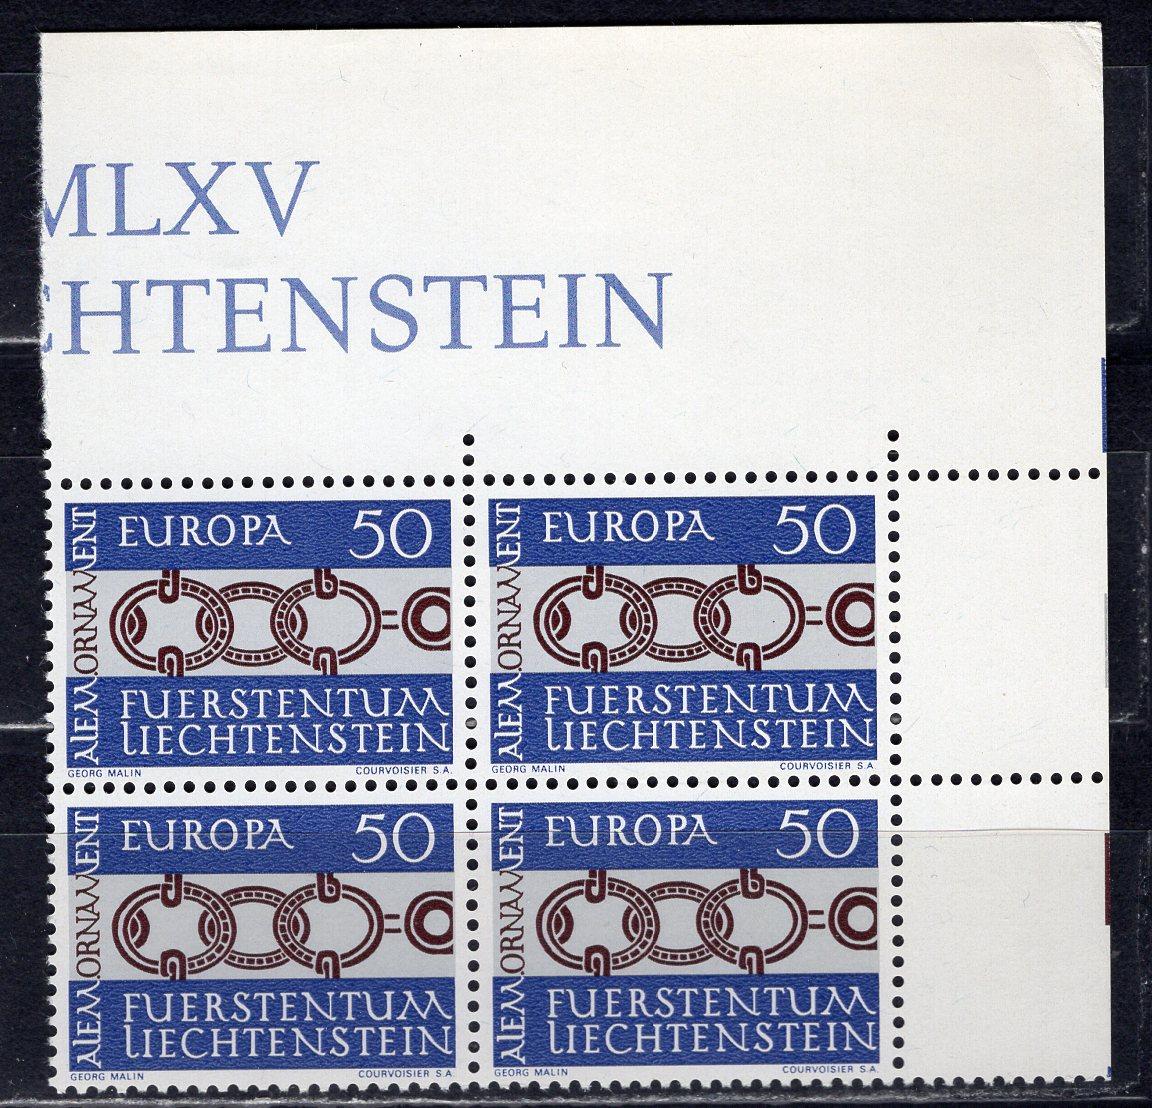 MLXV
CHTENSTEIN
EUROPA 50
ALEM.ORNAMENT
FUERSTENTUM
LIECHTENSTEIN
GEORG MALIN COURVOISIER S.A.
EUROPA 50
ALEM.ORNAMENT
FUERSTENTUM
LIECHTENSTEIN
GEORG MALIN COURVOISIER S.A.
EUROPA 50
ALEM.ORNAMENT
FUERSTENTUM
LIECHTENSTEIN
GEORG MALIN COURVOISIER S.A.
EUROPA 50
ALEM.ORNAMENT
FUERSTENTUM
LIECHTENSTEIN
GEORG MALIN COURVOISIER S.A.